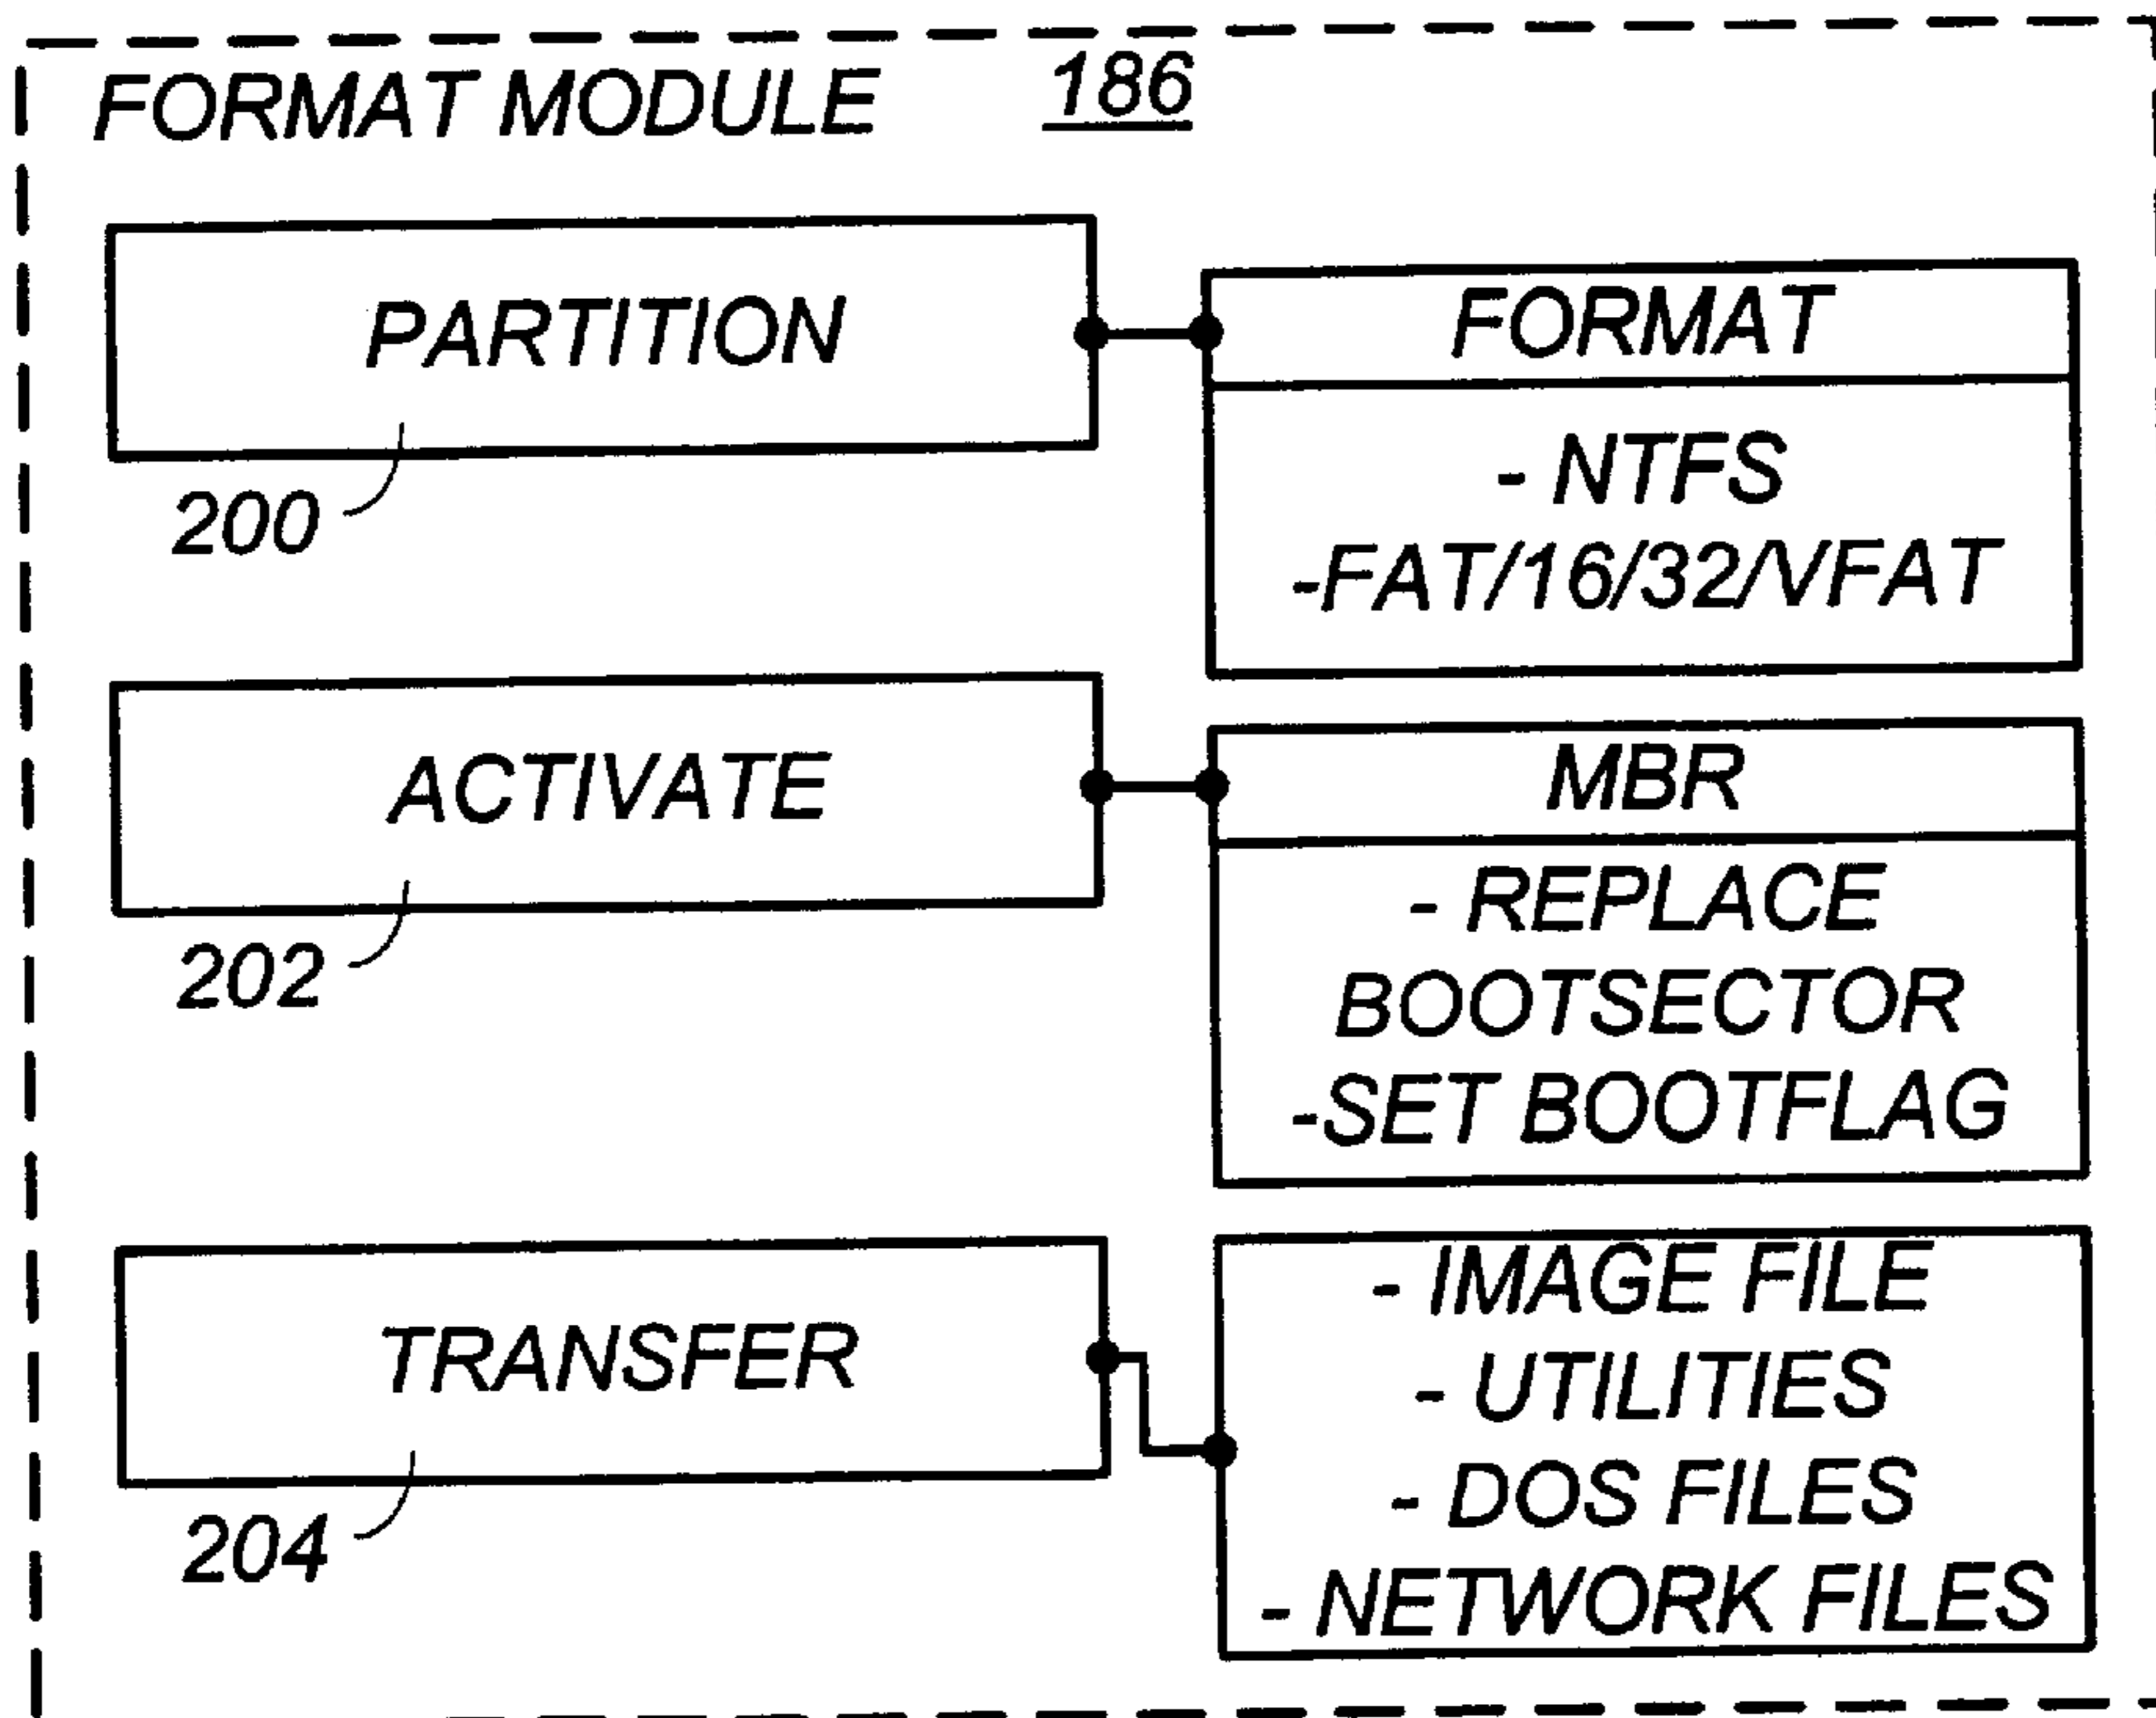 FORMAT MODULE 186
PARTITION
200
FORMAT
- NTFS
-FAT/16/32/VFAT
ACTIVATE
202
MBR
- REPLACE
BOOTSECTOR
-SET BOOTFLAG
TRANSFER
204
- IMAGE FILE
- UTILITIES
- DOS FILES
- NETWORK FILES